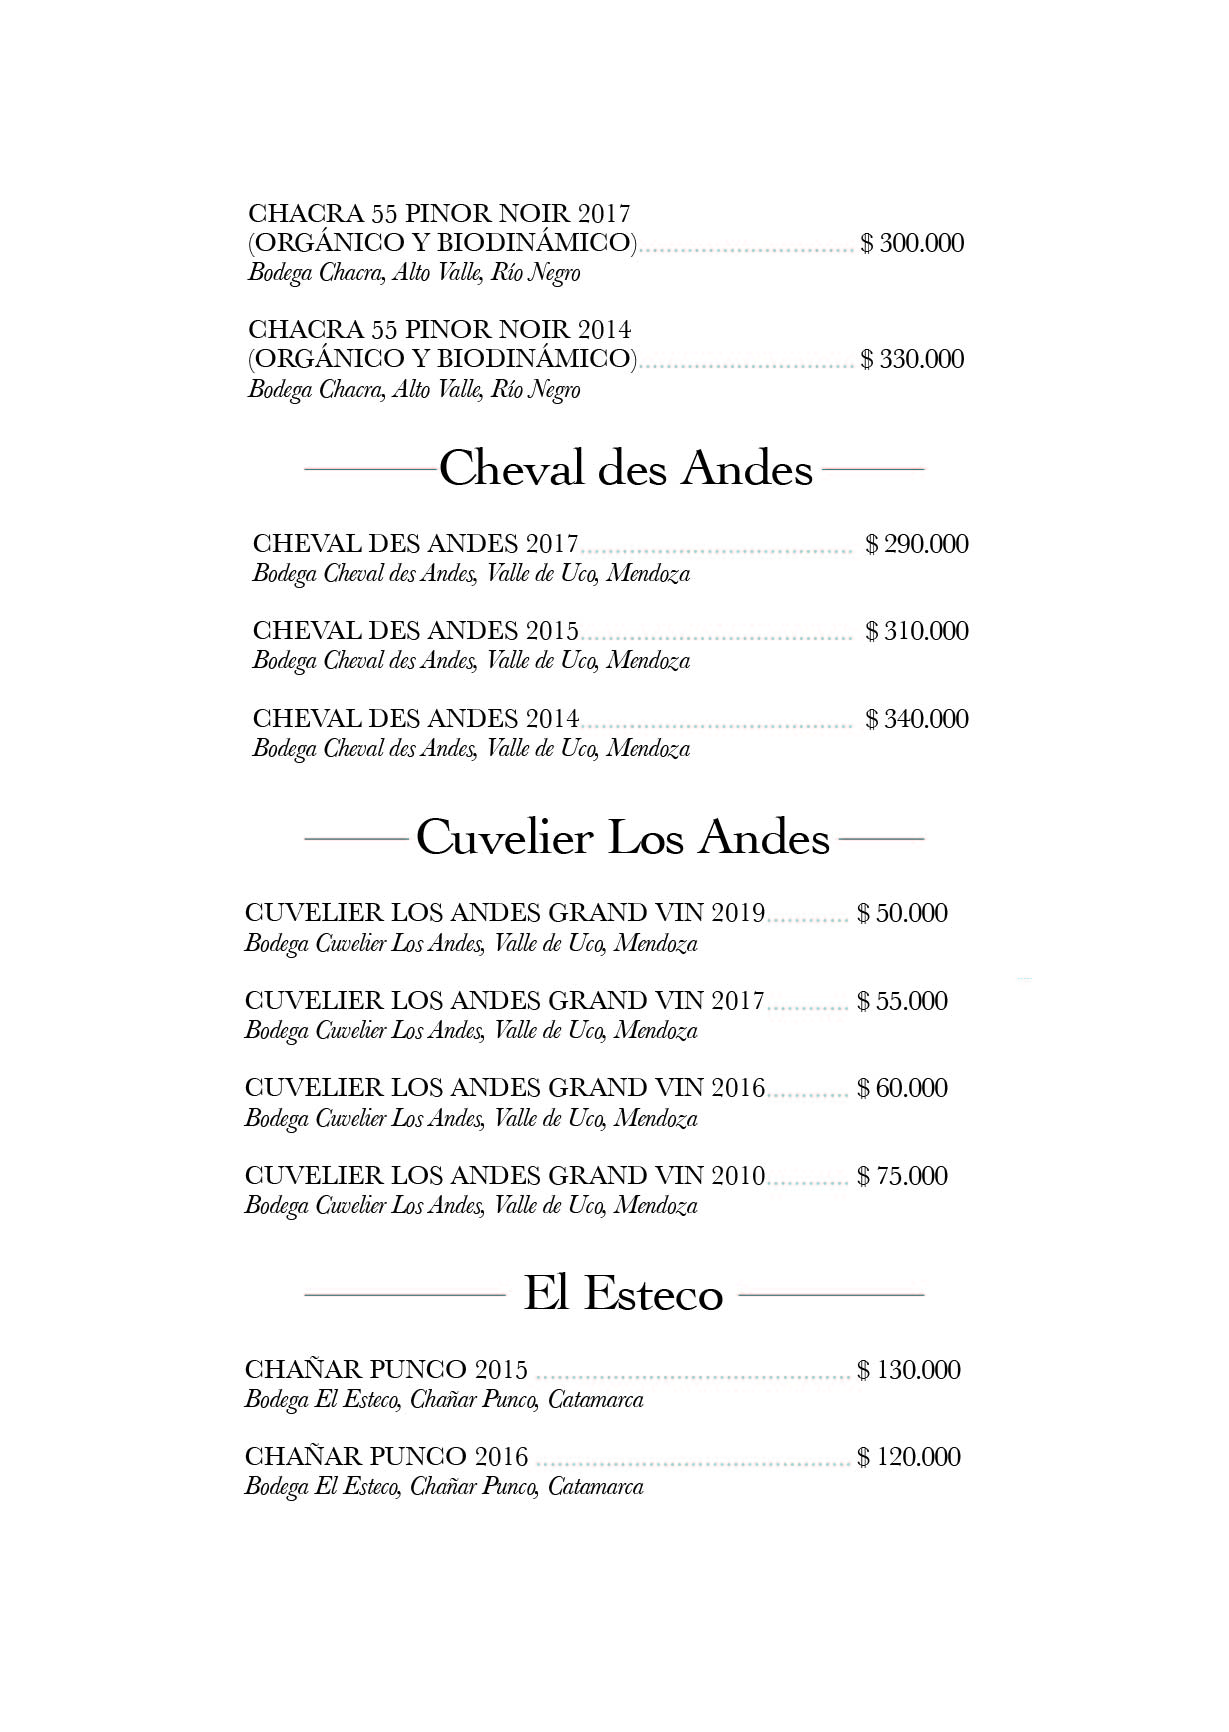 CHACRA 55 PINOR NOIR 2017
(ORGÁNICO Y BIODINÁMICO)............................... $ 300.000
Bodega Chacra, Alto Valle, Río Negro
CHACRA 55 PINOR NOIR 2014
(ORGÁNICO Y BIODINÁMICO)............................... $ 330.000
Bodega Chacra, Alto Valle, Río Negro
Cheval des Andes
CHEVAL DES ANDES 2017....................................... $ 290.000
Bodega Cheval des Andes, Valle de Uco, Mendoza
CHEVAL DES ANDES 2015....................................... $ 310.000
Bodega Cheval des Andes, Valle de Uco, Mendoza
CHEVAL DES ANDES 2014....................................... $ 340.000
Bodega Cheval des Andes, Valle de Uco, Mendoza
Cuvelier Los Andes
CUVELIER LOS ANDES GRAND VIN 2019............ $ 50.000
Bodega Cuvelier Los Andes, Valle de Uco, Mendoza
CUVELIER LOS ANDES GRAND VIN 2017............ $ 55.000
Bodega Cuvelier Los Andes, Valle de Uco, Mendoza
CUVELIER LOS ANDES GRAND VIN 2016............ $ 60.000
Bodega Cuvelier Los Andes, Valle de Uco, Mendoza
CUVELIER LOS ANDES GRAND VIN 2010............ $ 75.000
Bodega Cuvelier Los Andes, Valle de Uco, Mendoza
El Esteco
CHAÑAR PUNCO 2015 ............................................. $ 130.000
Bodega El Esteco, Chañar Punco, Catamarca
CHAÑAR PUNCO 2016 ............................................. $ 120.000
Bodega El Esteco, Chañar Punco, Catamarca